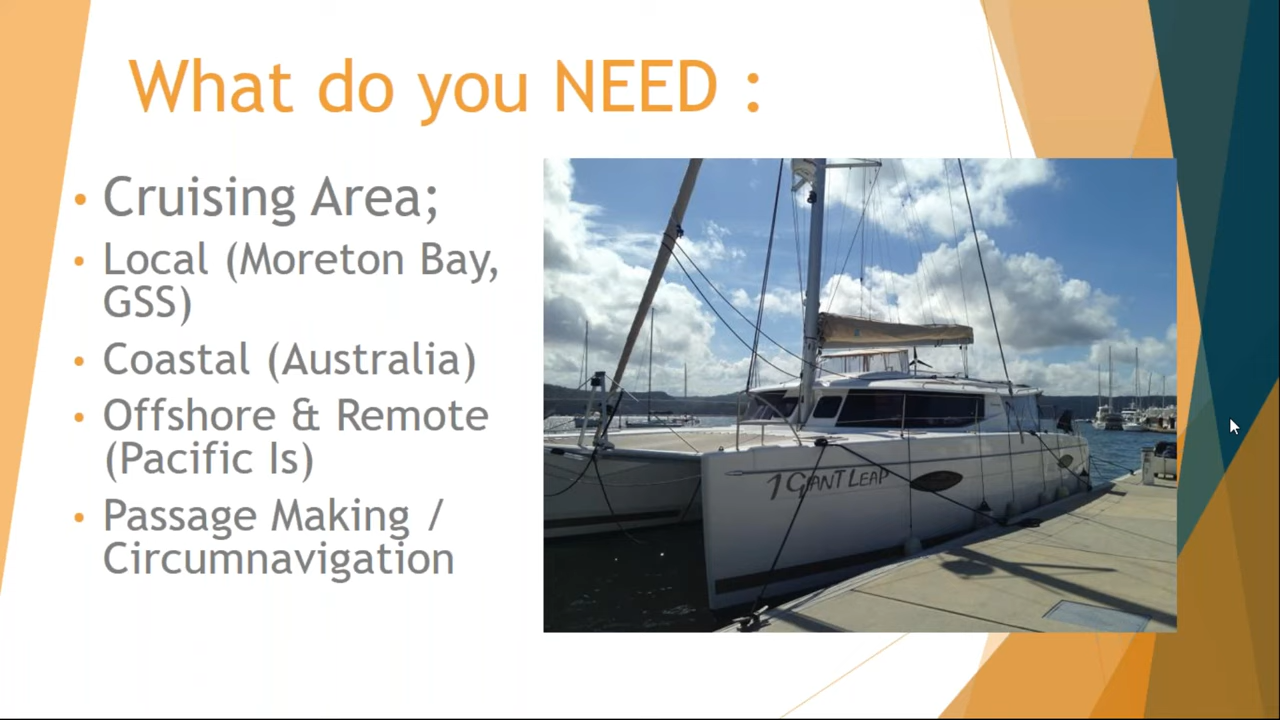 What do you NEED :
• Cruising Area;
• Local (Moreton Bay,
GSS)
• Coastal (Australia)
• Offshore & Remote
(Pacific Is)
• Passage Making /
Circumnavigation
1 GIANT LEAP